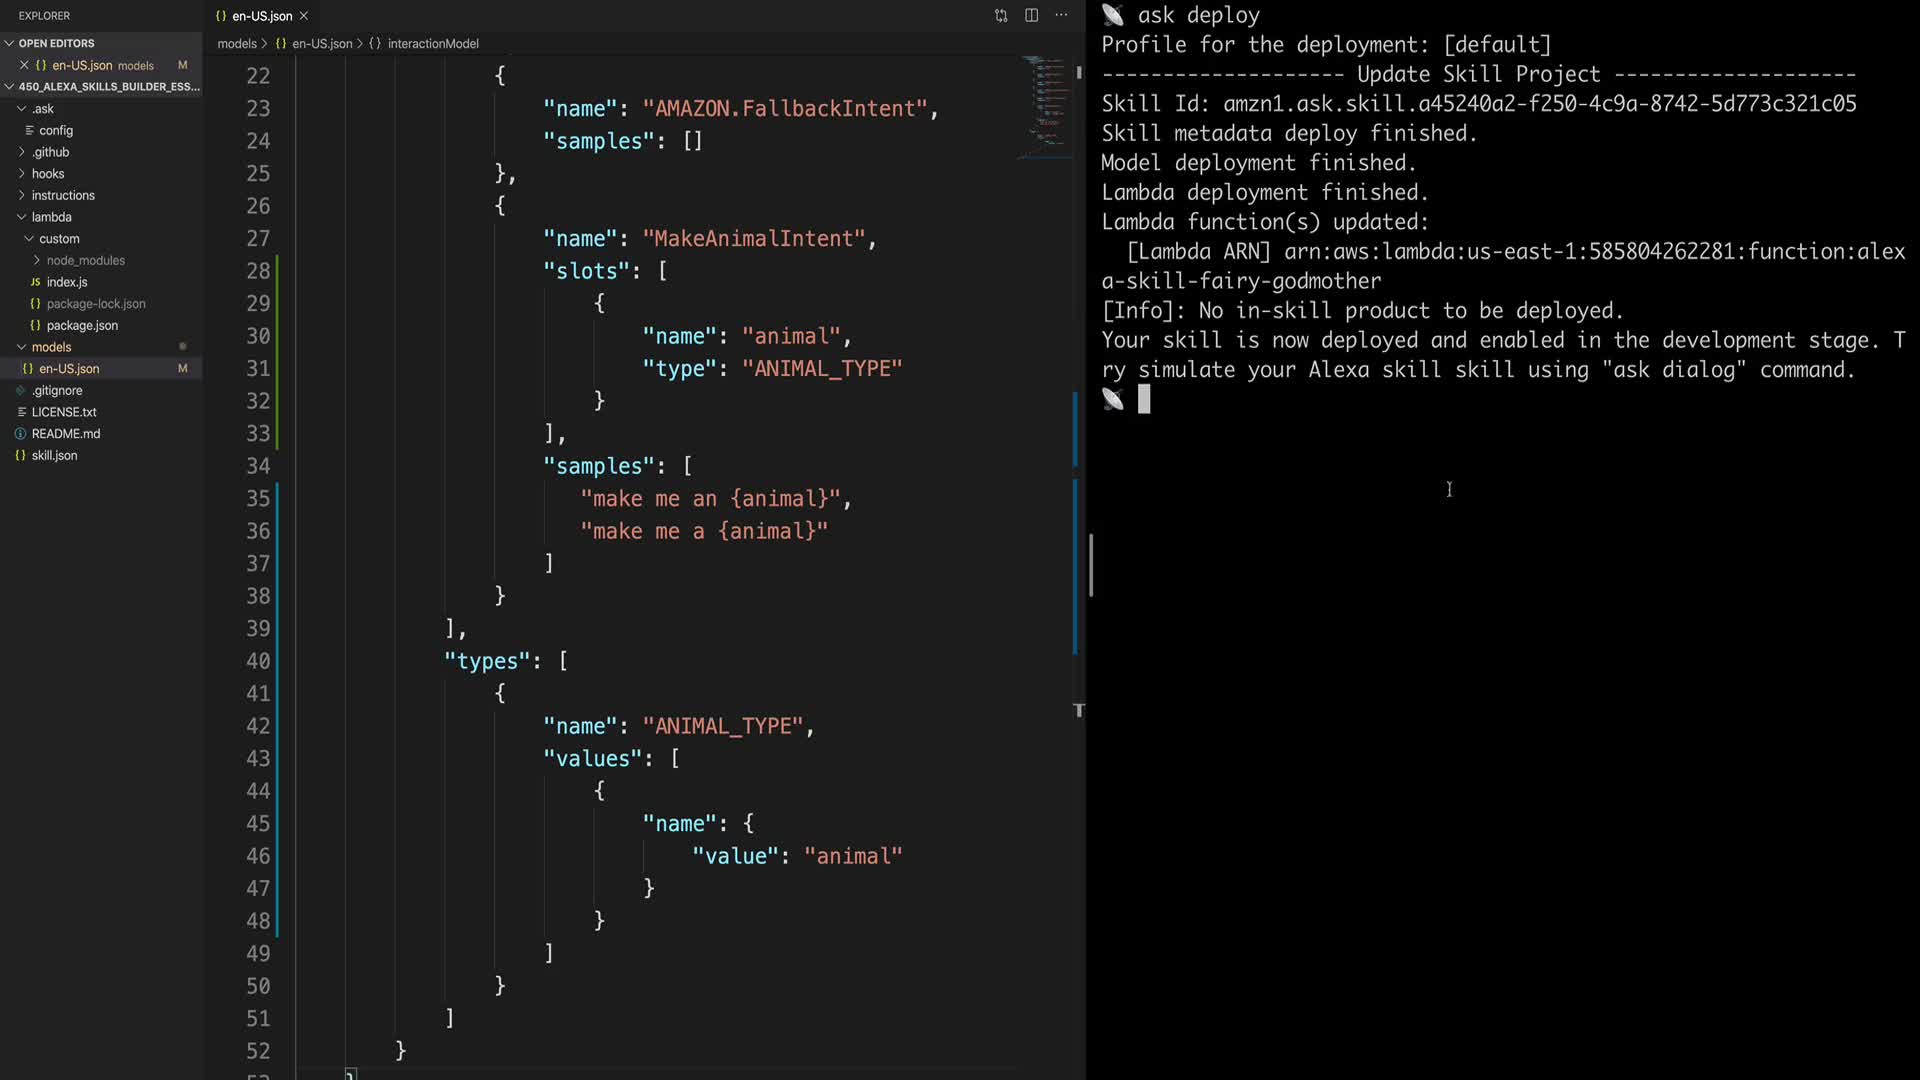 EXPLORER
OPEN EDITORS
en-US.json models M
450_ALEXA_SKILLS_BUILDER_ESS...
.ask
config
.github
hooks
instructions
lambda
custom
node_modules
JS index.js
{} package-lock.json
{} package.json
models
{} en-US.json M
.gitignore
LICENSE.txt
README.md
{} skill.json
{} en-US.json
models > {} en-US.json > {} interactionModel
22 {
23 "name": "AMAZON.FallbackIntent",
24 "samples": []
25 },
26 {
27 "name": "MakeAnimalIntent",
28 "slots": [
29 {
30 "name": "animal",
31 "type": "ANIMAL_TYPE"
32 }
33 ],
34 "samples": [
35 "make me an {animal}",
36 "make me a {animal}"
37 ]
38 }
39 ],
40 "types": [
41 {
42 "name": "ANIMAL_TYPE",
43 "values": [
44 {
45 "name": {
46 "value": "animal"
47 }
48 }
49 ]
50 }
51 ]
52 }
53 }
ask deploy
Profile for the deployment: [default]
-------------------- Update Skill Project --------------------
Skill Id: amzn1.ask.skill.a45240a2-f250-4c9a-8742-5d773c321c05
Skill metadata deploy finished.
Model deployment finished.
Lambda deployment finished.
Lambda function(s) updated:
[Lambda ARN] arn:aws:lambda:us-east-1:585804262281:function:alex
a-skill-fairy-godmother
[Info]: No in-skill product to be deployed.
Your skill is now deployed and enabled in the development stage. T
ry simulate your Alexa skill skill using "ask dialog" command.